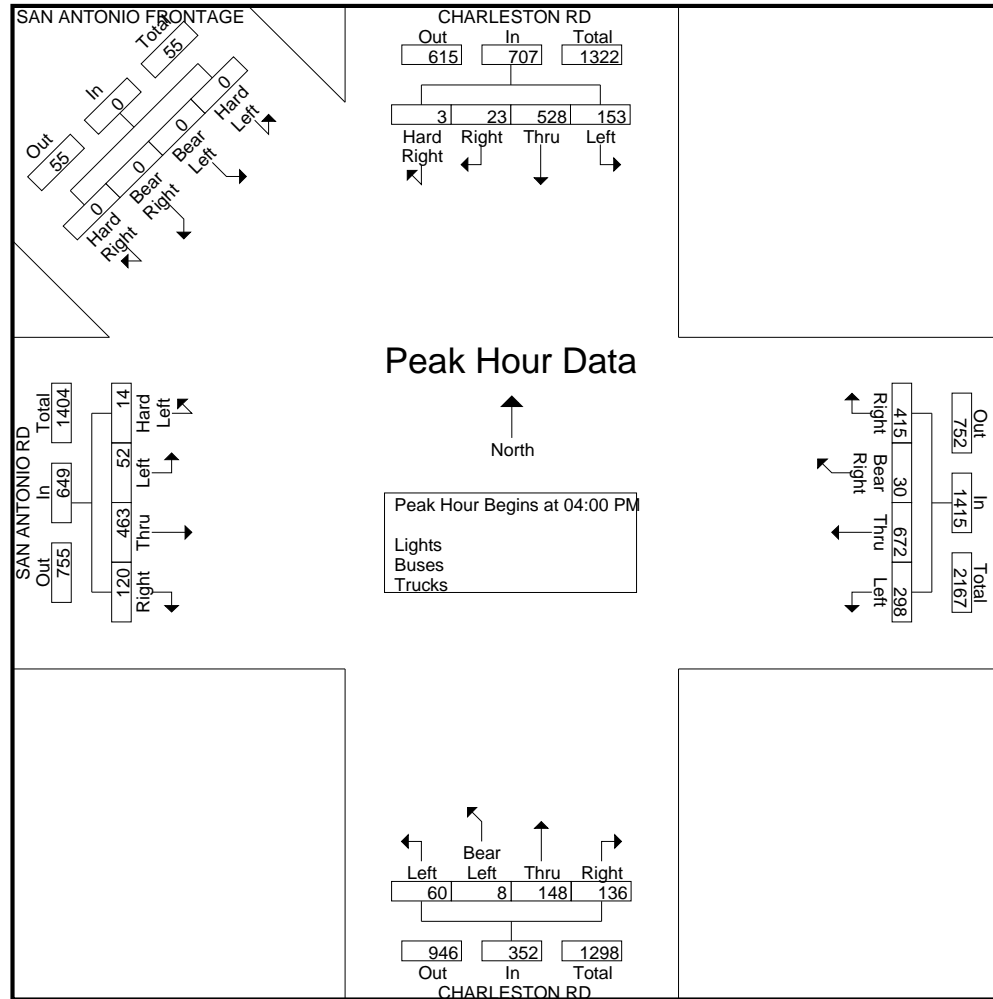 SAN ANTONIO FRONTAGE
Total
55
In
0
Out
55
0
0
0
0
Hard
Left
Bear
Left
Bear
Right
Hard
Right
CHARLESTON RD
Out In Total
615 707 1322
3 23 528 153
Hard
Right
Right Thru Left
Peak Hour Data
North
Peak Hour Begins at 04:00 PM
Lights
Buses
Trucks
SAN ANTONIO RD
Total
1404
In
649
Out
755
14
Hard
Left
52
Left
463
Thru
120
Right
Right
415
Bear
Right
30
Thru
672
Left
298
Out
752
In
1415
Total
2167
Left
Bear
Left
Thru Right
60 8 148 136
946 352 1298
Out In Total
CHARLESTON RD